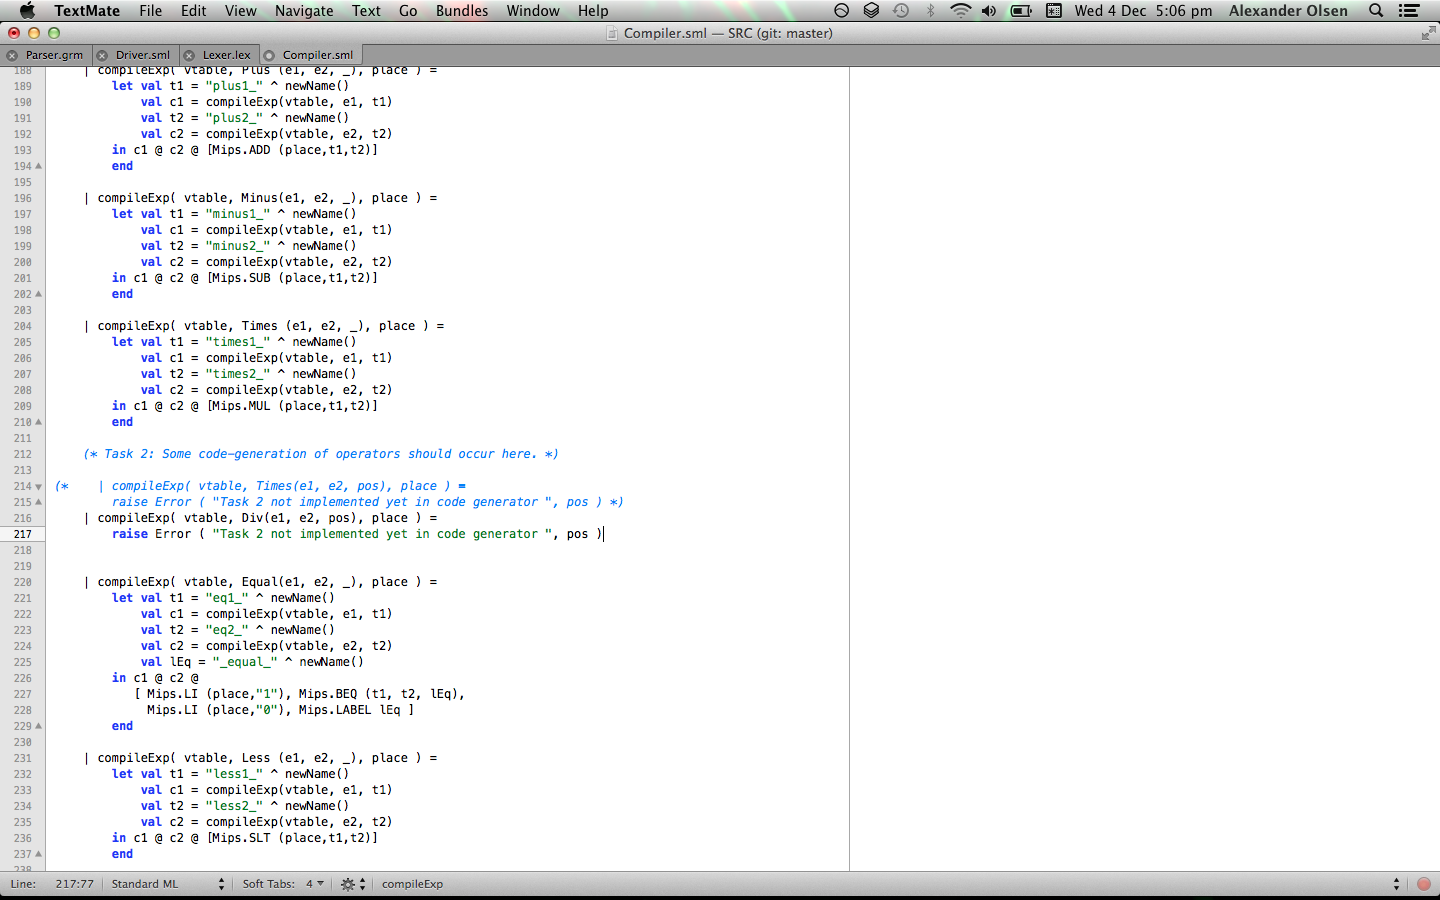 TextMate File Edit View Navigate Text Go Bundles Window Help Wed 4 Dec 5:06 pm Alexander Olsen
Compiler.sml — SRC (git: master)
Parser.grm Driver.sml Lexer.lex Compiler.sml
188 | compileExp( vtable, Plus (e1, e2, _), place ) =
189 let val t1 = "plus1_" ^ newName()
190 val c1 = compileExp(vtable, e1, t1)
191 val t2 = "plus2_" ^ newName()
192 val c2 = compileExp(vtable, e2, t2)
193 in c1 @ c2 @ [Mips.ADD (place,t1,t2)]
194 end
195
196 | compileExp( vtable, Minus(e1, e2, _), place ) =
197 let val t1 = "minus1_" ^ newName()
198 val c1 = compileExp(vtable, e1, t1)
199 val t2 = "minus2_" ^ newName()
200 val c2 = compileExp(vtable, e2, t2)
201 in c1 @ c2 @ [Mips.SUB (place,t1,t2)]
202 end
203
204 | compileExp( vtable, Times (e1, e2, _), place ) =
205 let val t1 = "times1_" ^ newName()
206 val c1 = compileExp(vtable, e1, t1)
207 val t2 = "times2_" ^ newName()
208 val c2 = compileExp(vtable, e2, t2)
209 in c1 @ c2 @ [Mips.MUL (place,t1,t2)]
210 end
211
212 (* Task 2: Some code-generation of operators should occur here. *)
213
214 (* | compileExp( vtable, Times(e1, e2, pos), place ) =
215 raise Error ( "Task 2 not implemented yet in code generator ", pos ) *)
216 | compileExp( vtable, Div(e1, e2, pos), place ) =
217 raise Error ( "Task 2 not implemented yet in code generator ", pos )
218
219
220 | compileExp( vtable, Equal(e1, e2, _), place ) =
221 let val t1 = "eq1_" ^ newName()
222 val c1 = compileExp(vtable, e1, t1)
223 val t2 = "eq2_" ^ newName()
224 val c2 = compileExp(vtable, e2, t2)
225 val lEq = "_equal_" ^ newName()
226 in c1 @ c2 @
227 [ Mips.LI (place,"1"), Mips.BEQ (t1, t2, lEq),
228 Mips.LI (place,"0"), Mips.LABEL lEq ]
229 end
230
231 | compileExp( vtable, Less (e1, e2, _), place ) =
232 let val t1 = "less1_" ^ newName()
233 val c1 = compileExp(vtable, e1, t1)
234 val t2 = "less2_" ^ newName()
235 val c2 = compileExp(vtable, e2, t2)
236 in c1 @ c2 @ [Mips.SLT (place,t1,t2)]
237 end
238
Line: 217:77 Standard ML Soft Tabs: 4 compileExp